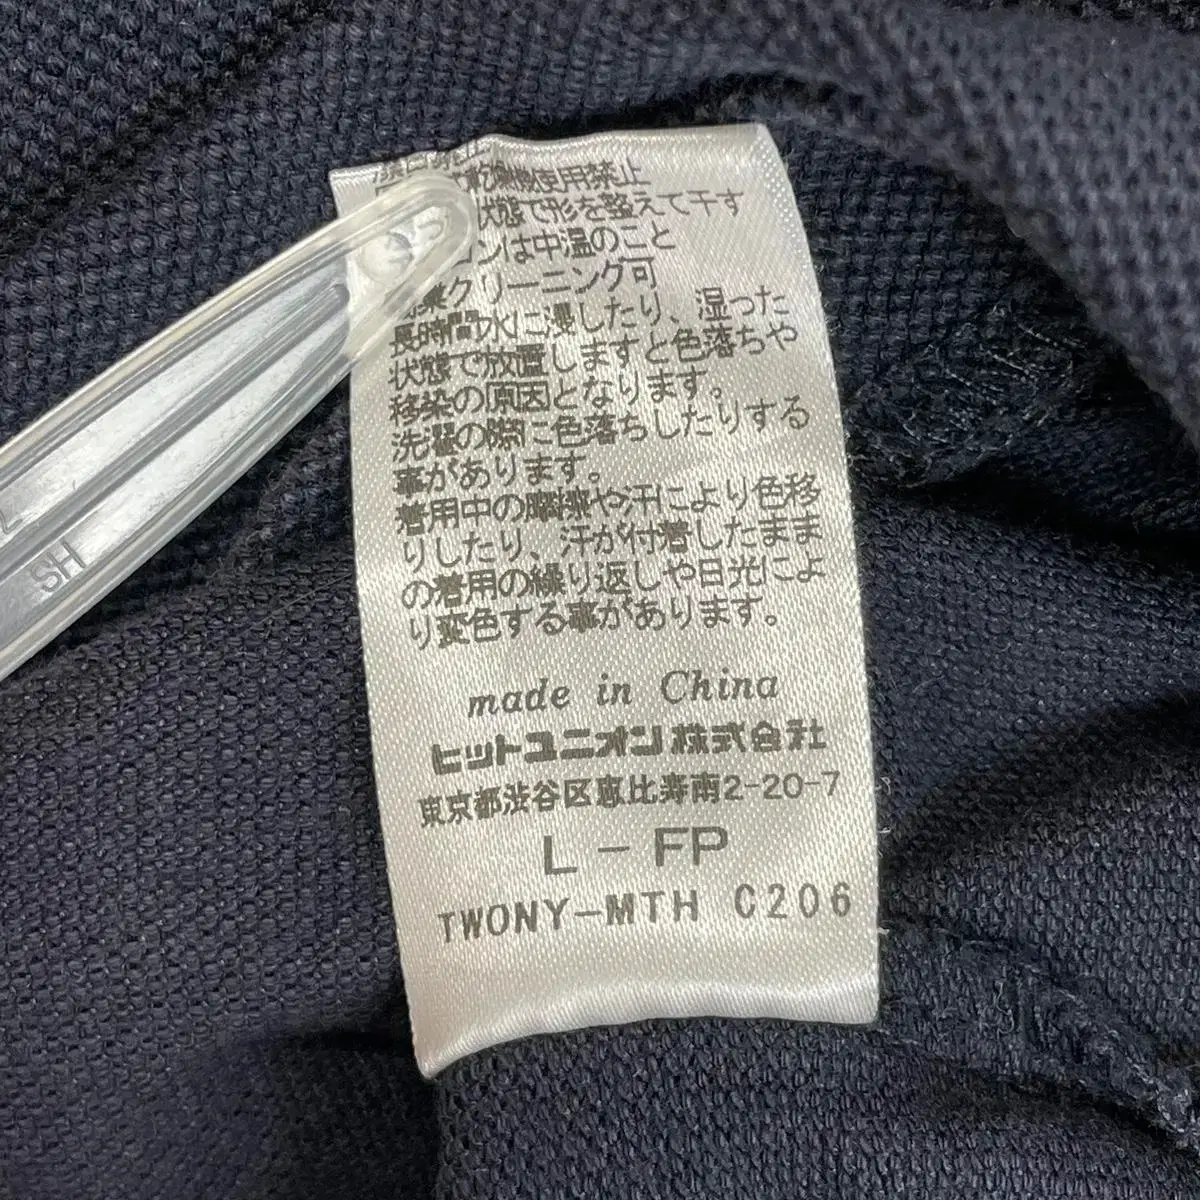 乾燥機使用禁止
状態で形を整えて干す
ンは中温のこと
クリーニング可
長時間水に浸したり、湿った
状態で放置しますと色落ちや
移染の原因となります。
洗濯の際に色落ちしたりする
事があります。
着用中の摩擦や汗により色移
りしたり、汗が付着したまま
の着用の繰り返しや日光によ
り変色する事があります。
made in China
ヒットユニオン株式会社
東京都渋谷区恵比寿南2-20-7
L-FP
TWONY-MTH C206
SH